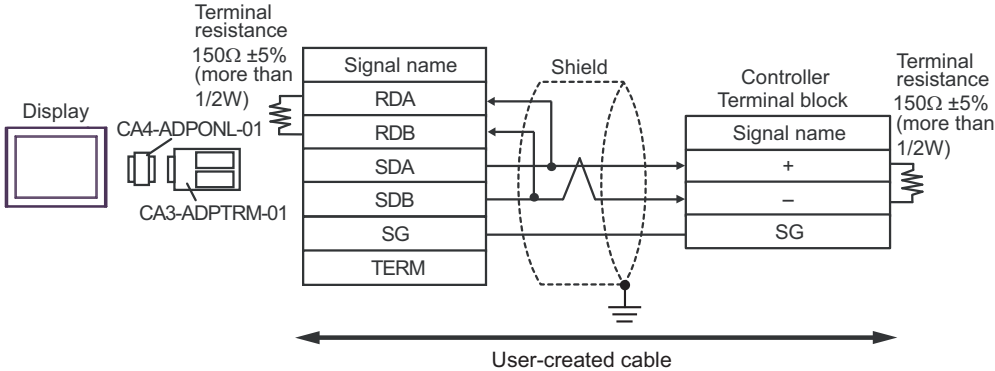 Terminal
resistance
150Ω ±5%
(more than
1/2W)
Display
CA4-ADPONL-01
CA3-ADPTRM-01
Signal name
RDA
RDB
SDA
SDB
SG
TERM
Shield
Controller
Terminal block
Signal name
+
–
SG
Terminal
resistance
150Ω ±5%
(more than
1/2W)
User-created cable